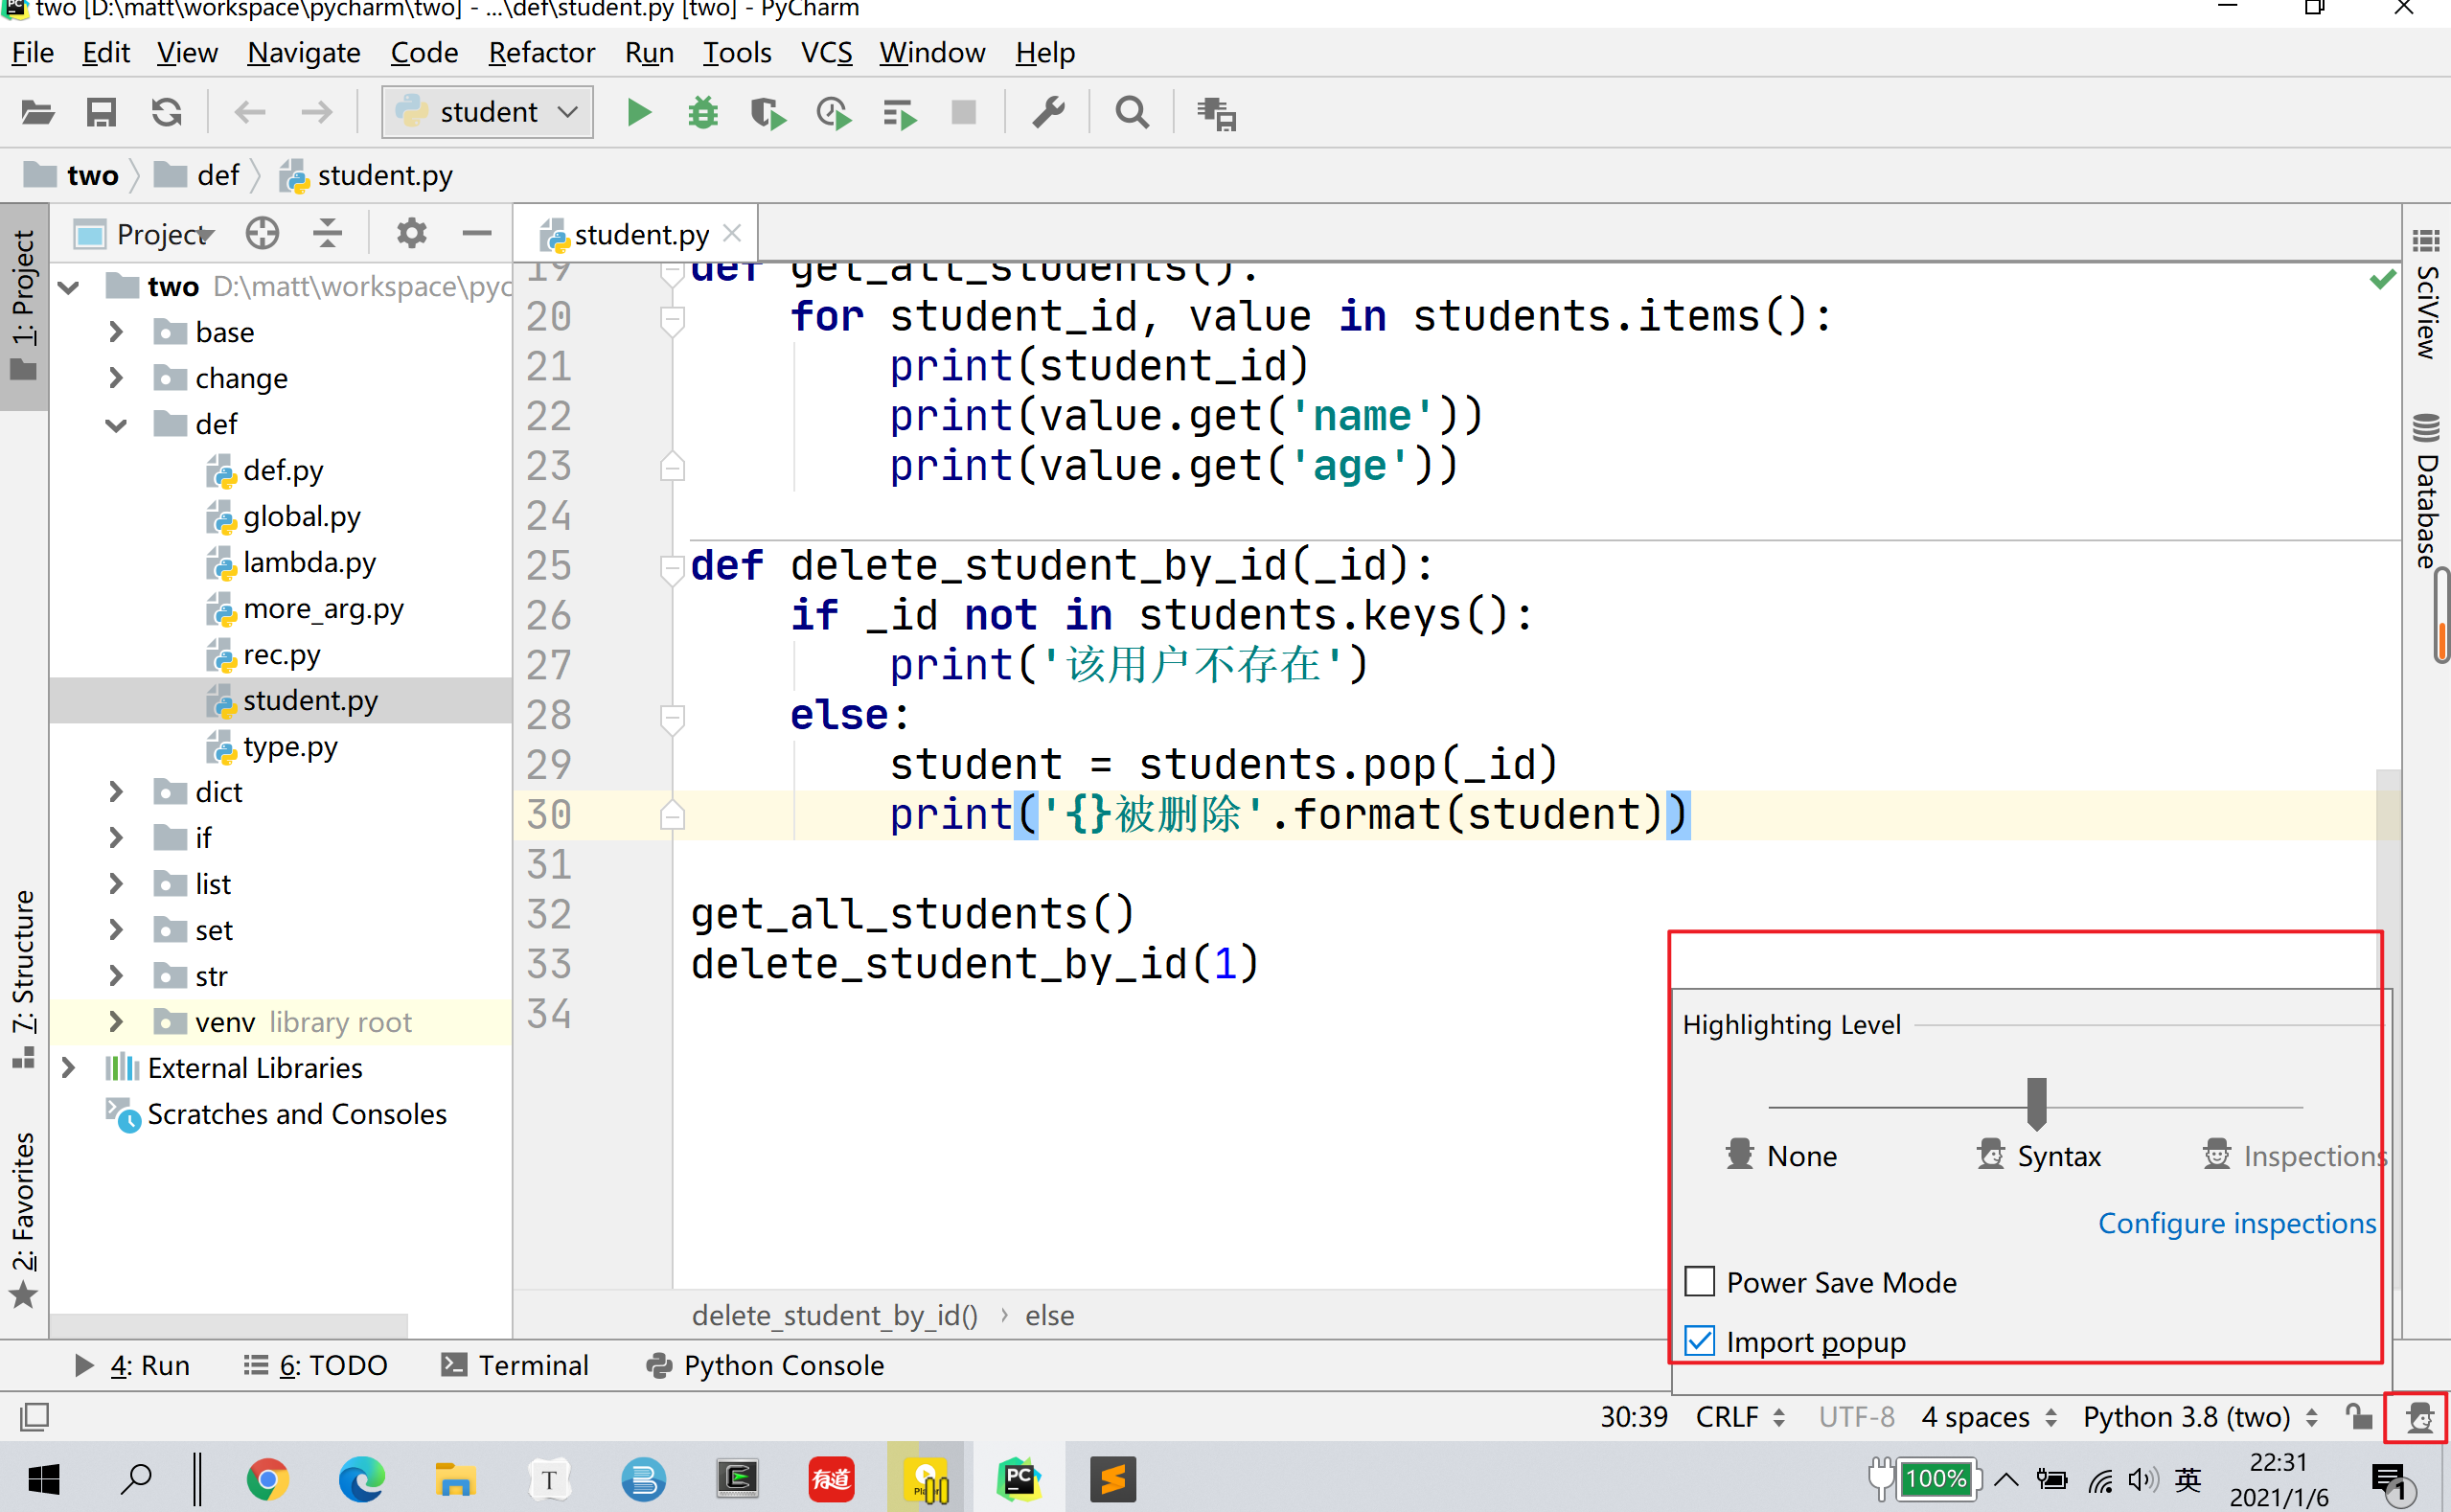 two [D:\matt\workspace\pycharm\two] - ...\def\student.py [two] - PyCharm
File Edit View Navigate Code Refactor Run Tools VCS Window Help
student
two def student.py
1: Project
Project
student.py
two D:\matt\workspace\pyc
base
change
def
def.py
global.py
lambda.py
more_arg.py
rec.py
student.py
type.py
dict
if
list
set
str
venv library root
External Libraries
Scratches and Consoles
7: Structure
2: Favorites
19 def get_all_students():
20 for student_id, value in students.items():
21 print(student_id)
22 print(value.get('name'))
23 print(value.get('age'))
24
25 def delete_student_by_id(_id):
26 if _id not in students.keys():
27 print('该用户不存在')
28 else:
29 student = students.pop(_id)
30 print('{}被删除'.format(student))
31
32 get_all_students()
33 delete_student_by_id(1)
34
delete_student_by_id() › else
SciView
Database
Highlighting Level
None Syntax Inspections
Configure inspections
Power Save Mode
Import popup
4: Run 6: TODO Terminal Python Console
30:39 CRLF UTF-8 4 spaces Python 3.8 (two)
T
有道
PC
100%
英
22:31
2021/1/6
1